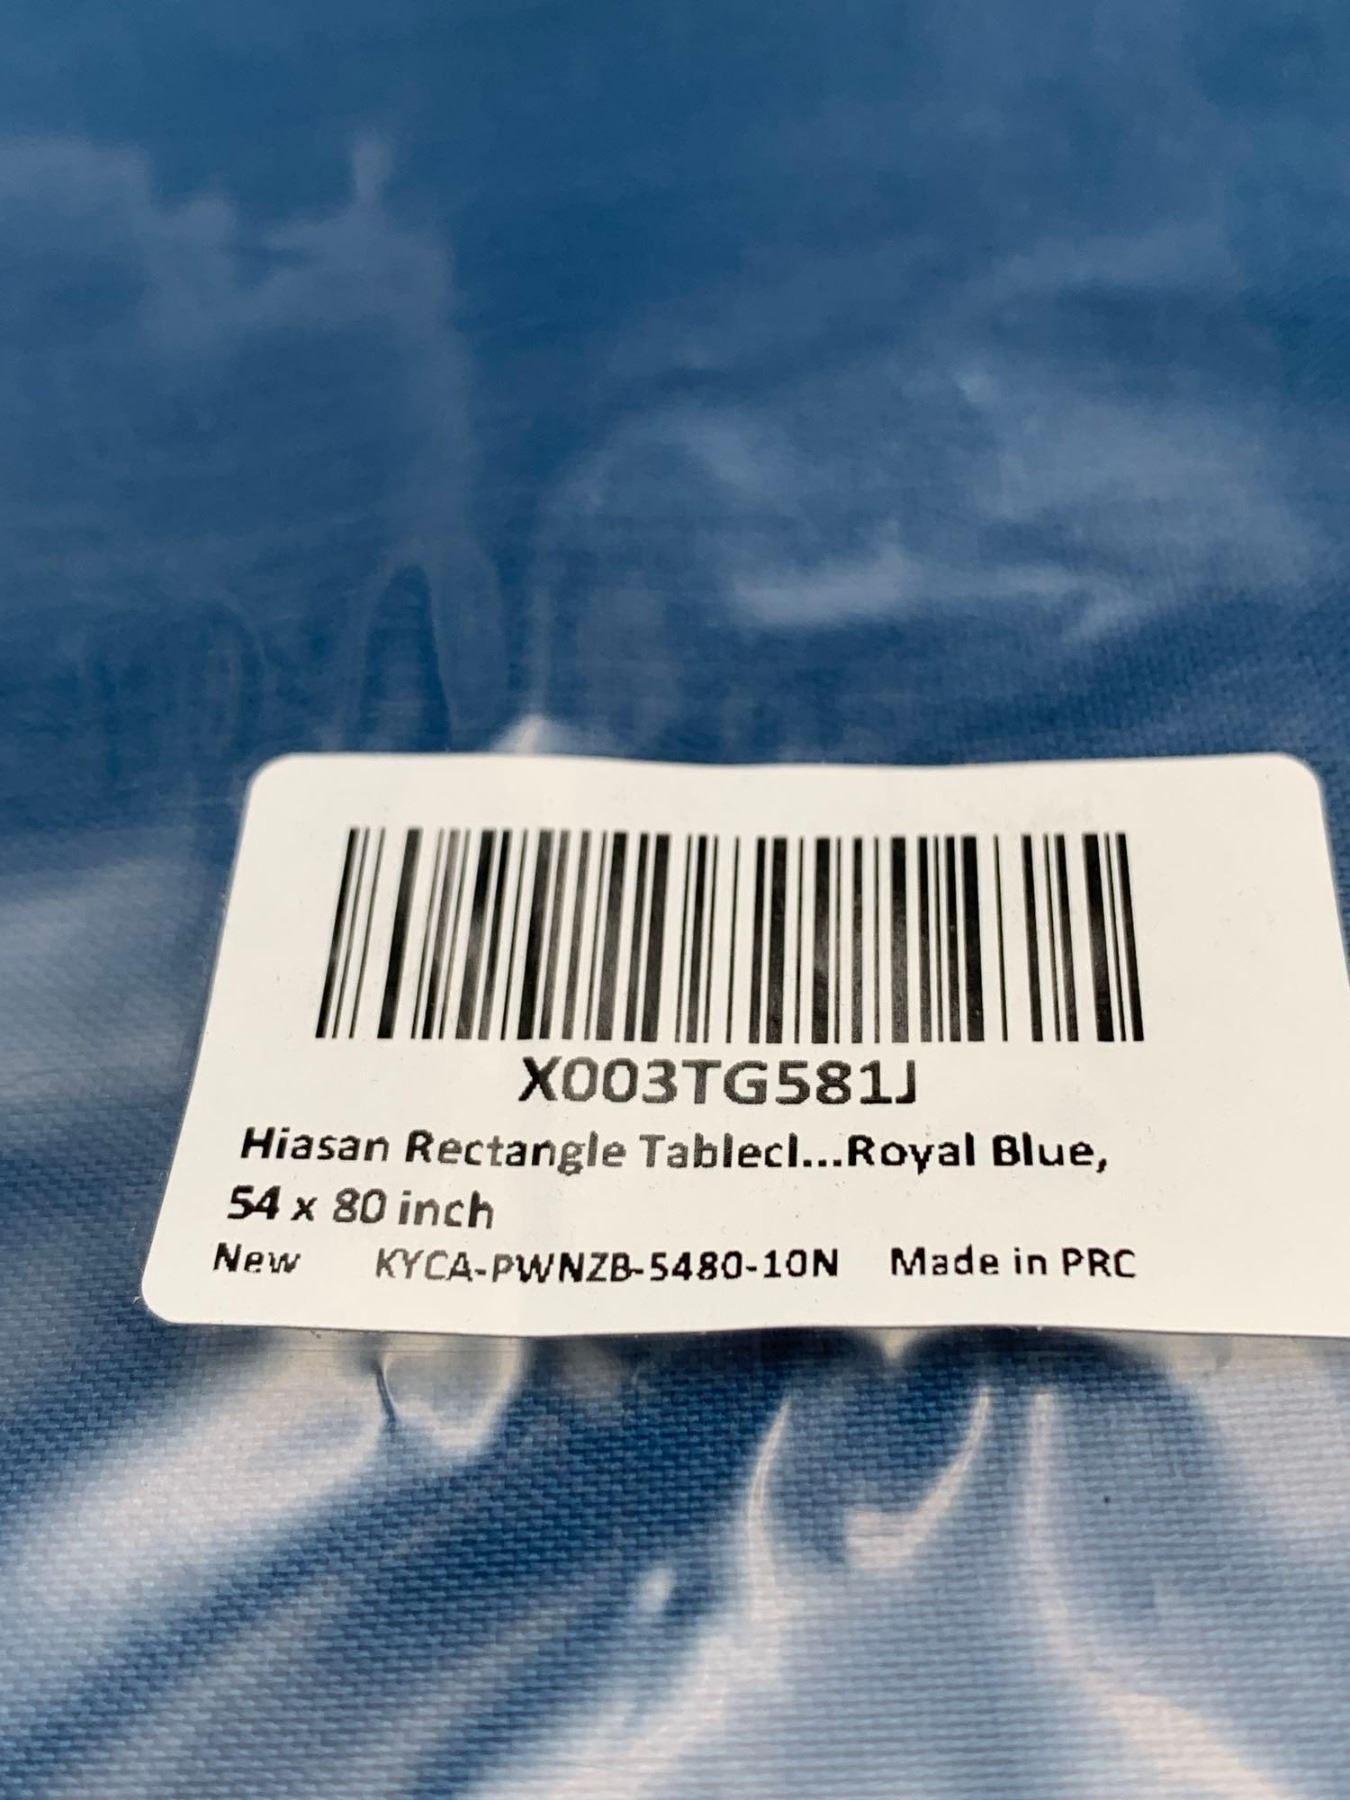 X003TG581J
Hiasan Rectangle Tablecl...Royal Blue,
54 x 80 inch
New KYCA-PWNZB-5480-10N Made in PRC